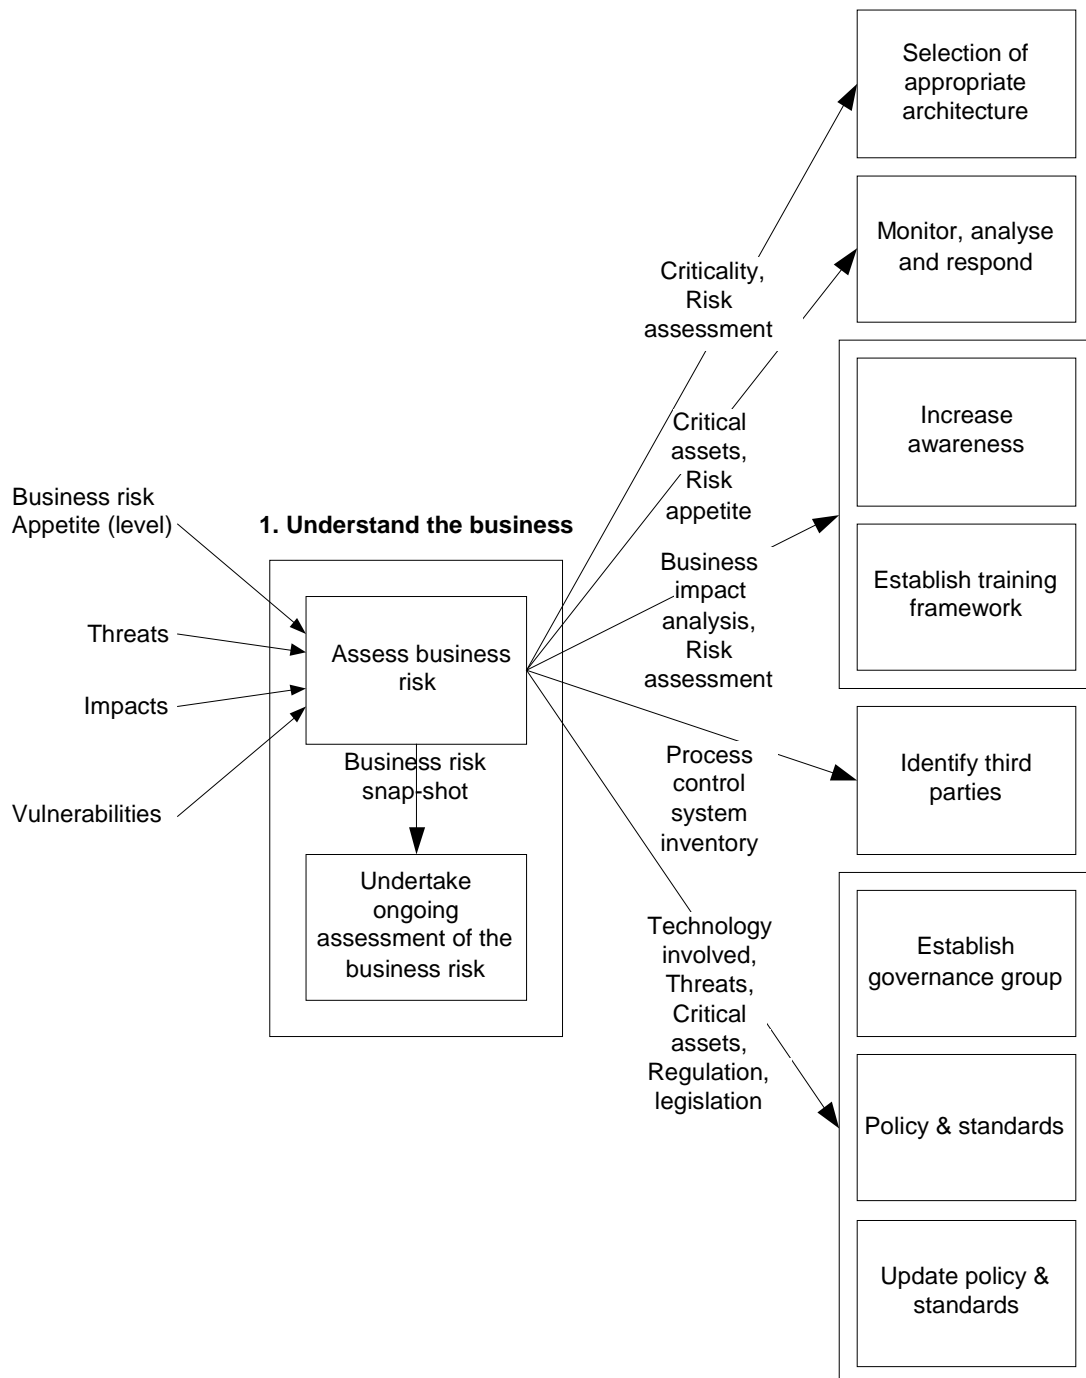 Selection of
appropriate
architecture
Monitor, analyse
and respond
Criticality,
Risk
assessment
Increase
awareness
Critical
assets,
Risk
appetite
Business risk
Appetite (level)
1. Understand the business
Business
impact
analysis,
Risk
assessment
Establish training
framework
Threats
Assess business
risk
Impacts
Business risk
snap-shot
Process
control
system
inventory
Identify third
parties
Vulnerabilities
Undertake
ongoing
assessment of the
business risk
Technology
involved,
Threats,
Critical
assets,
Regulation,
legislation
Establish
governance group
Policy & standards
Update policy &
standards